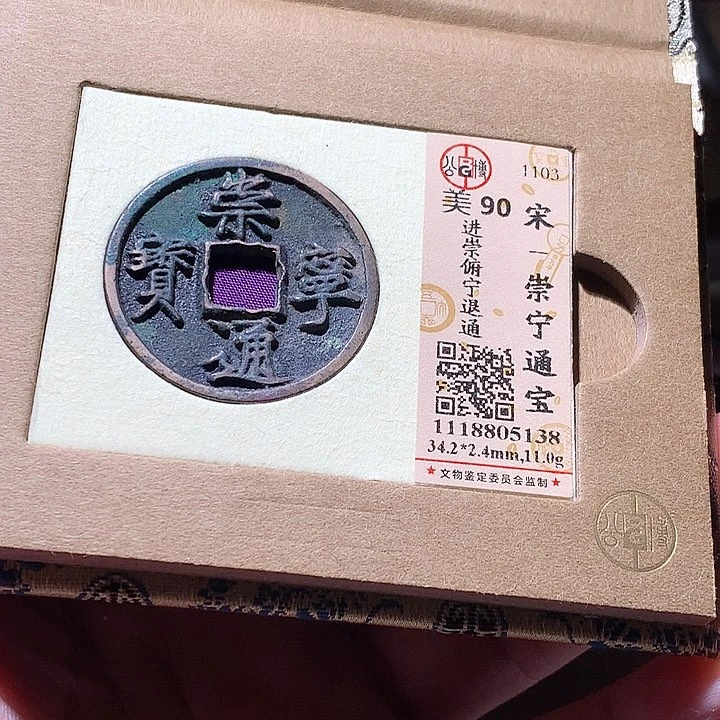 崇
寧
通
寳
1103
美 90
宋—崇宁通宝
进崇俯宁退通
1118805138
34.2*2.4mm,11.0g
★文物鉴定委员会监制★